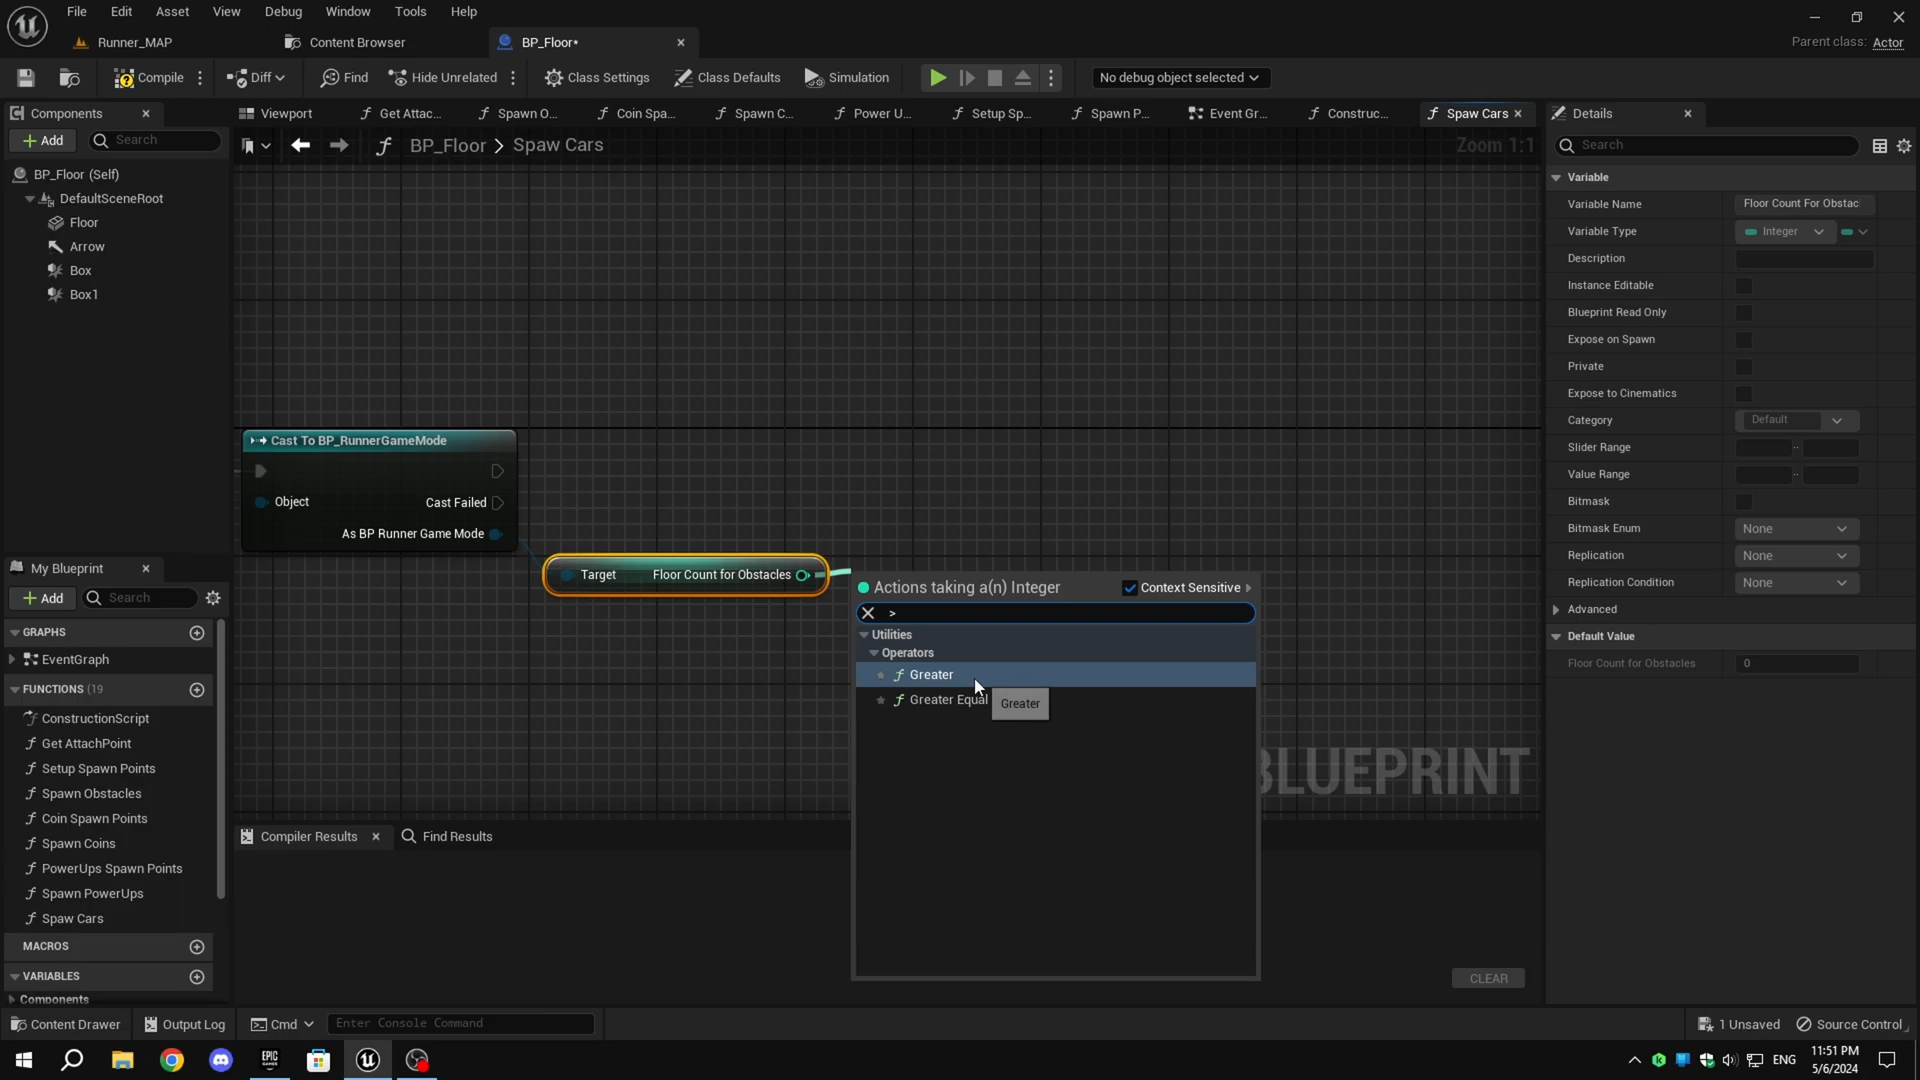 File Edit Asset View Debug Window Tools Help
Runner_MAP Content Browser BP_Floor*
Parent class: Actor
Compile Diff Find Hide Unrelated Class Settings Class Defaults Simulation No debug object selected
Components
Add Search
BP_Floor (Self)
DefaultSceneRoot
Floor
Arrow
Box
Box1
Viewport Get Attac... Spawn O... Coin Spa... Spawn C... Power U... Setup Sp... Spawn P... Event Gr... Construc... Spaw Cars
BP_Floor > Spaw Cars
Zoom 1:1
Cast To BP_RunnerGameMode
Object
Cast Failed
As BP Runner Game Mode
Target Floor Count for Obstacles
Actions taking a(n) Integer Context Sensitive
>
Utilities
Operators
Greater
Greater Equal
Greater
BLUEPRINT
My Blueprint
Add Search
GRAPHS
EventGraph
FUNCTIONS (19
ConstructionScript
Get AttachPoint
Setup Spawn Points
Spawn Obstacles
Coin Spawn Points
Spawn Coins
PowerUps Spawn Points
Spawn PowerUps
Spaw Cars
MACROS
VARIABLES
Components
Compiler Results Find Results
CLEAR
Details
Search
Variable
Variable Name Floor Count For Obstac
Variable Type Integer
Description
Instance Editable
Blueprint Read Only
Expose on Spawn
Private
Expose to Cinematics
Category Default
Slider Range
Value Range
Bitmask
Bitmask Enum None
Replication None
Replication Condition None
Advanced
Default Value
Floor Count for Obstacles 0
Content Drawer Output Log Cmd Enter Console Command
1 Unsaved Source Control
EPIC GAMES
ENG
11:51 PM
5/6/2024